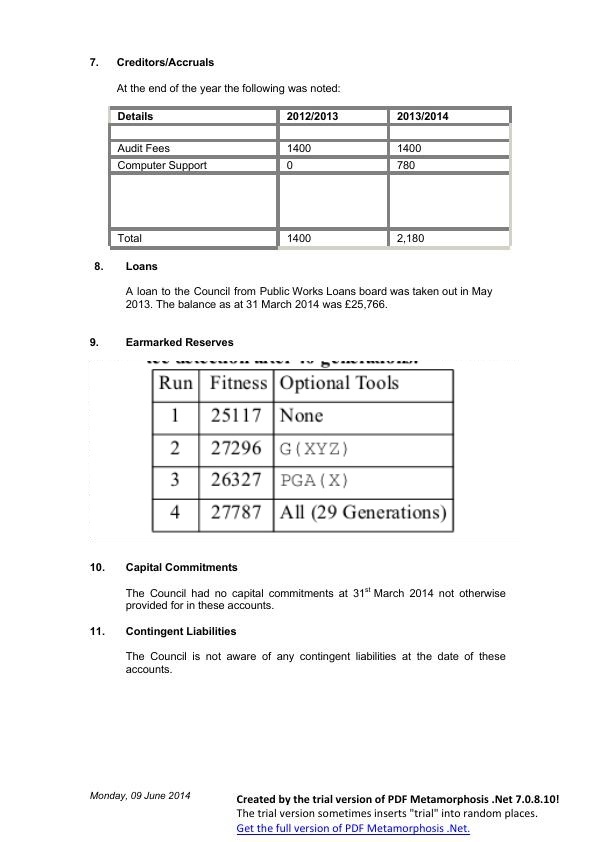 7. Creditors/Accruals
At the end of the year the following was noted:
Details 2012/2013 2013/2014
Audit Fees 1400 1400
Computer Support 0 780
Total 1400 2,180
8. Loans
A loan to the Council from Public Works Loans board was taken out in May
2013. The balance as at 31 March 2014 was £25,766.
9. Earmarked Reserves
detection after 40 generations.
Run Fitness Optional Tools
1 25117 None
2 27296 G(XYZ)
3 26327 PGA(X)
4 27787 All (29 Generations)
10. Capital Commitments
The Council had no capital commitments at 31st March 2014 not otherwise
provided for in these accounts.
11. Contingent Liabilities
The Council is not aware of any contingent liabilities at the date of these
accounts.
Monday, 09 June 2014
Created by the trial version of PDF Metamorphosis .Net 7.0.8.10!
The trial version sometimes inserts "trial" into random places.
Get the full version of PDF Metamorphosis .Net.